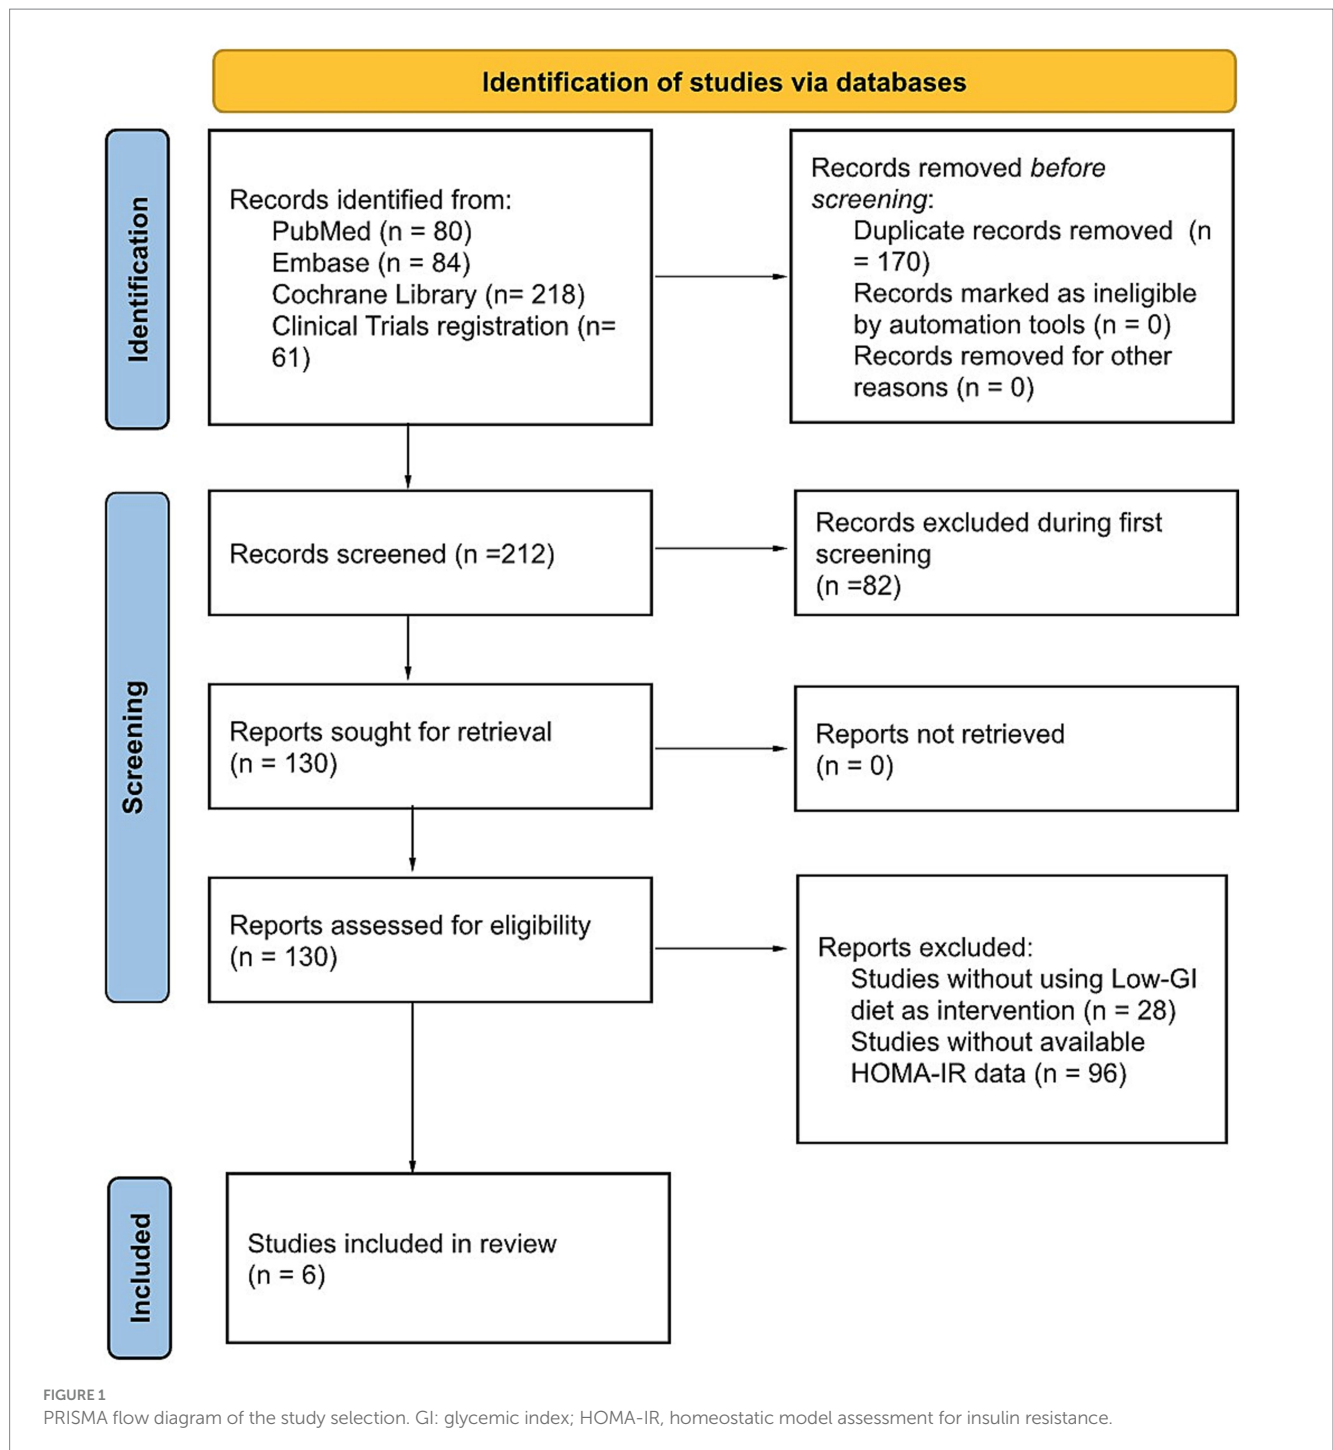 Identification of studies via databases
Identification
Records identified from:
PubMed (n = 80)
Embase (n = 84)
Cochrane Library (n= 218)
Clinical Trials registration (n=
61)
Records removed before
screening:
Duplicate records removed (n
= 170)
Records marked as ineligible
by automation tools (n = 0)
Records removed for other
reasons (n = 0)
Screening
Records screened (n =212)
Records excluded during first
screening
(n =82)
Reports sought for retrieval
(n = 130)
Reports not retrieved
(n = 0)
Reports assessed for eligibility
(n = 130)
Reports excluded:
Studies without using Low-GI
diet as intervention (n = 28)
Studies without available
HOMA-IR data (n = 96)
Included
Studies included in review
(n = 6)
FIGURE 1
PRISMA flow diagram of the study selection. GI: glycemic index; HOMA-IR, homeostatic model assessment for insulin resistance.